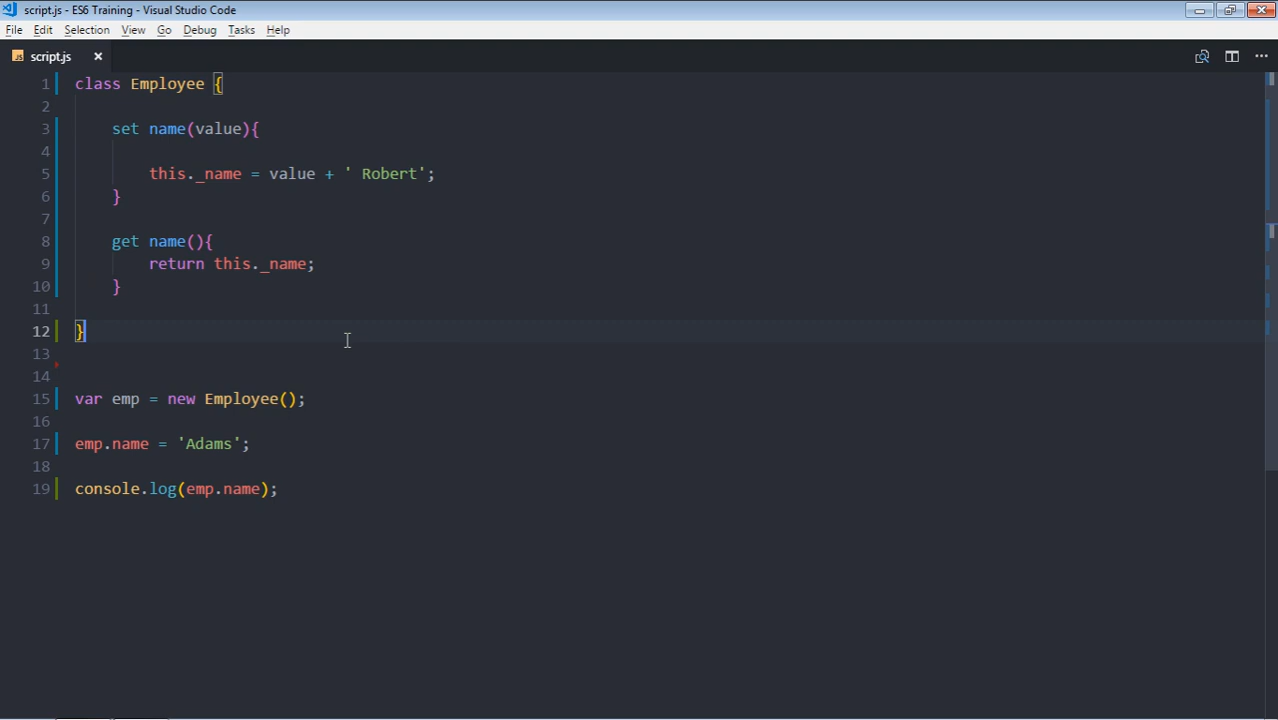 script.js - ES6 Training - Visual Studio Code
File Edit Selection View Go Debug Tasks Help
JS script.js
1 class Employee {
2
3 set name(value){
4
5 this._name = value + ' Robert';
6 }
7
8 get name(){
9 return this._name;
10 }
11
12 }
13
14
15 var emp = new Employee();
16
17 emp.name = 'Adams';
18
19 console.log(emp.name);